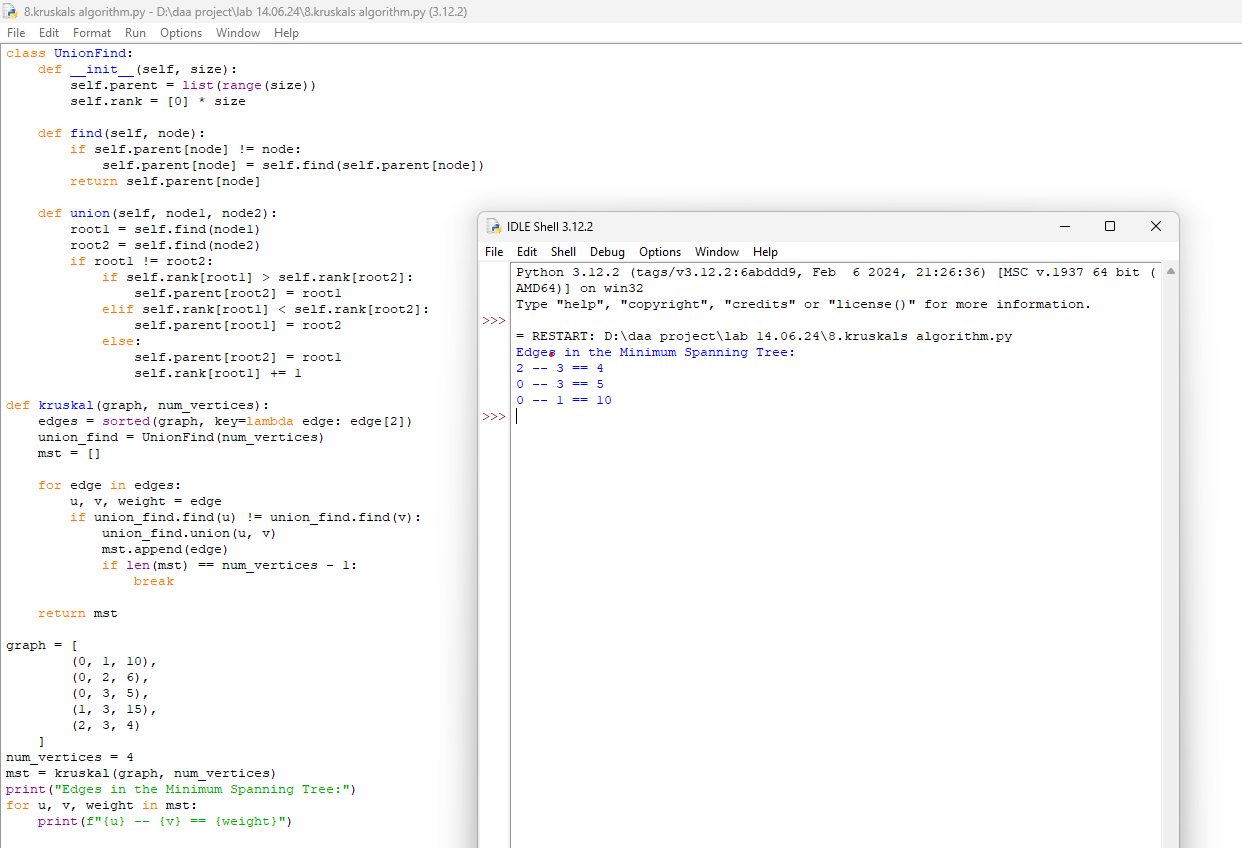 8.kruskals algorithm.py - D:\daa project\lab 14.06.24\8.kruskals algorithm.py (3.12.2)
File Edit Format Run Options Window Help
class UnionFind:
    def __init__(self, size):
        self.parent = list(range(size))
        self.rank = [0] * size

    def find(self, node):
        if self.parent[node] != node:
            self.parent[node] = self.find(self.parent[node])
        return self.parent[node]

    def union(self, node1, node2):
        root1 = self.find(node1)
        root2 = self.find(node2)
        if root1 != root2:
            if self.rank[root1] > self.rank[root2]:
                self.parent[root2] = root1
            elif self.rank[root1] < self.rank[root2]:
                self.parent[root1] = root2
            else:
                self.parent[root2] = root1
                self.rank[root1] += 1

def kruskal(graph, num_vertices):
    edges = sorted(graph, key=lambda edge: edge[2])
    union_find = UnionFind(num_vertices)
    mst = []

    for edge in edges:
        u, v, weight = edge
        if union_find.find(u) != union_find.find(v):
            union_find.union(u, v)
            mst.append(edge)
            if len(mst) == num_vertices - 1:
                break

    return mst

graph = [
        (0, 1, 10),
        (0, 2, 6),
        (0, 3, 5),
        (1, 3, 15),
        (2, 3, 4)
    ]
num_vertices = 4
mst = kruskal(graph, num_vertices)
print("Edges in the Minimum Spanning Tree:")
for u, v, weight in mst:
    print(f"{u} -- {v} == {weight}")
IDLE Shell 3.12.2
File Edit Shell Debug Options Window Help
Python 3.12.2 (tags/v3.12.2:6abddd9, Feb  6 2024, 21:26:36) [MSC v.1937 64 bit (
AMD64)] on win32
Type "help", "copyright", "credits" or "license()" for more information.
>>>
= RESTART: D:\daa project\lab 14.06.24\8.kruskals algorithm.py
Edges in the Minimum Spanning Tree:
2 -- 3 == 4
0 -- 3 == 5
0 -- 1 == 10
>>>